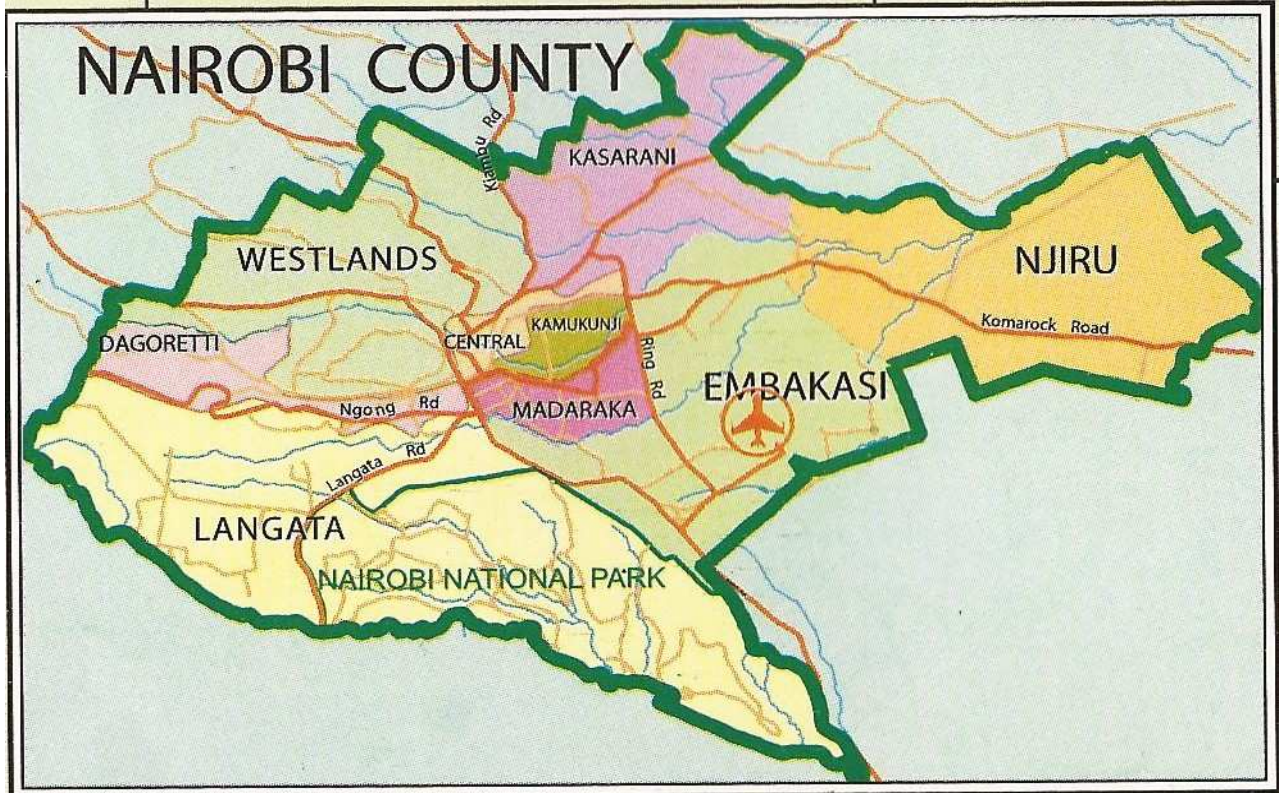 NAIROBI COUNTY
Kiambu Rd
KASARANI
WESTLANDS
NJIRU
KAMUKUNJI
Komarock Road
DAGORETTI
CENTRAL
Ring Rd
EMBAKASI
Ngong Rd
MADARAKA
Langata Rd
LANGATA
NAIROBI NATIONAL PARK